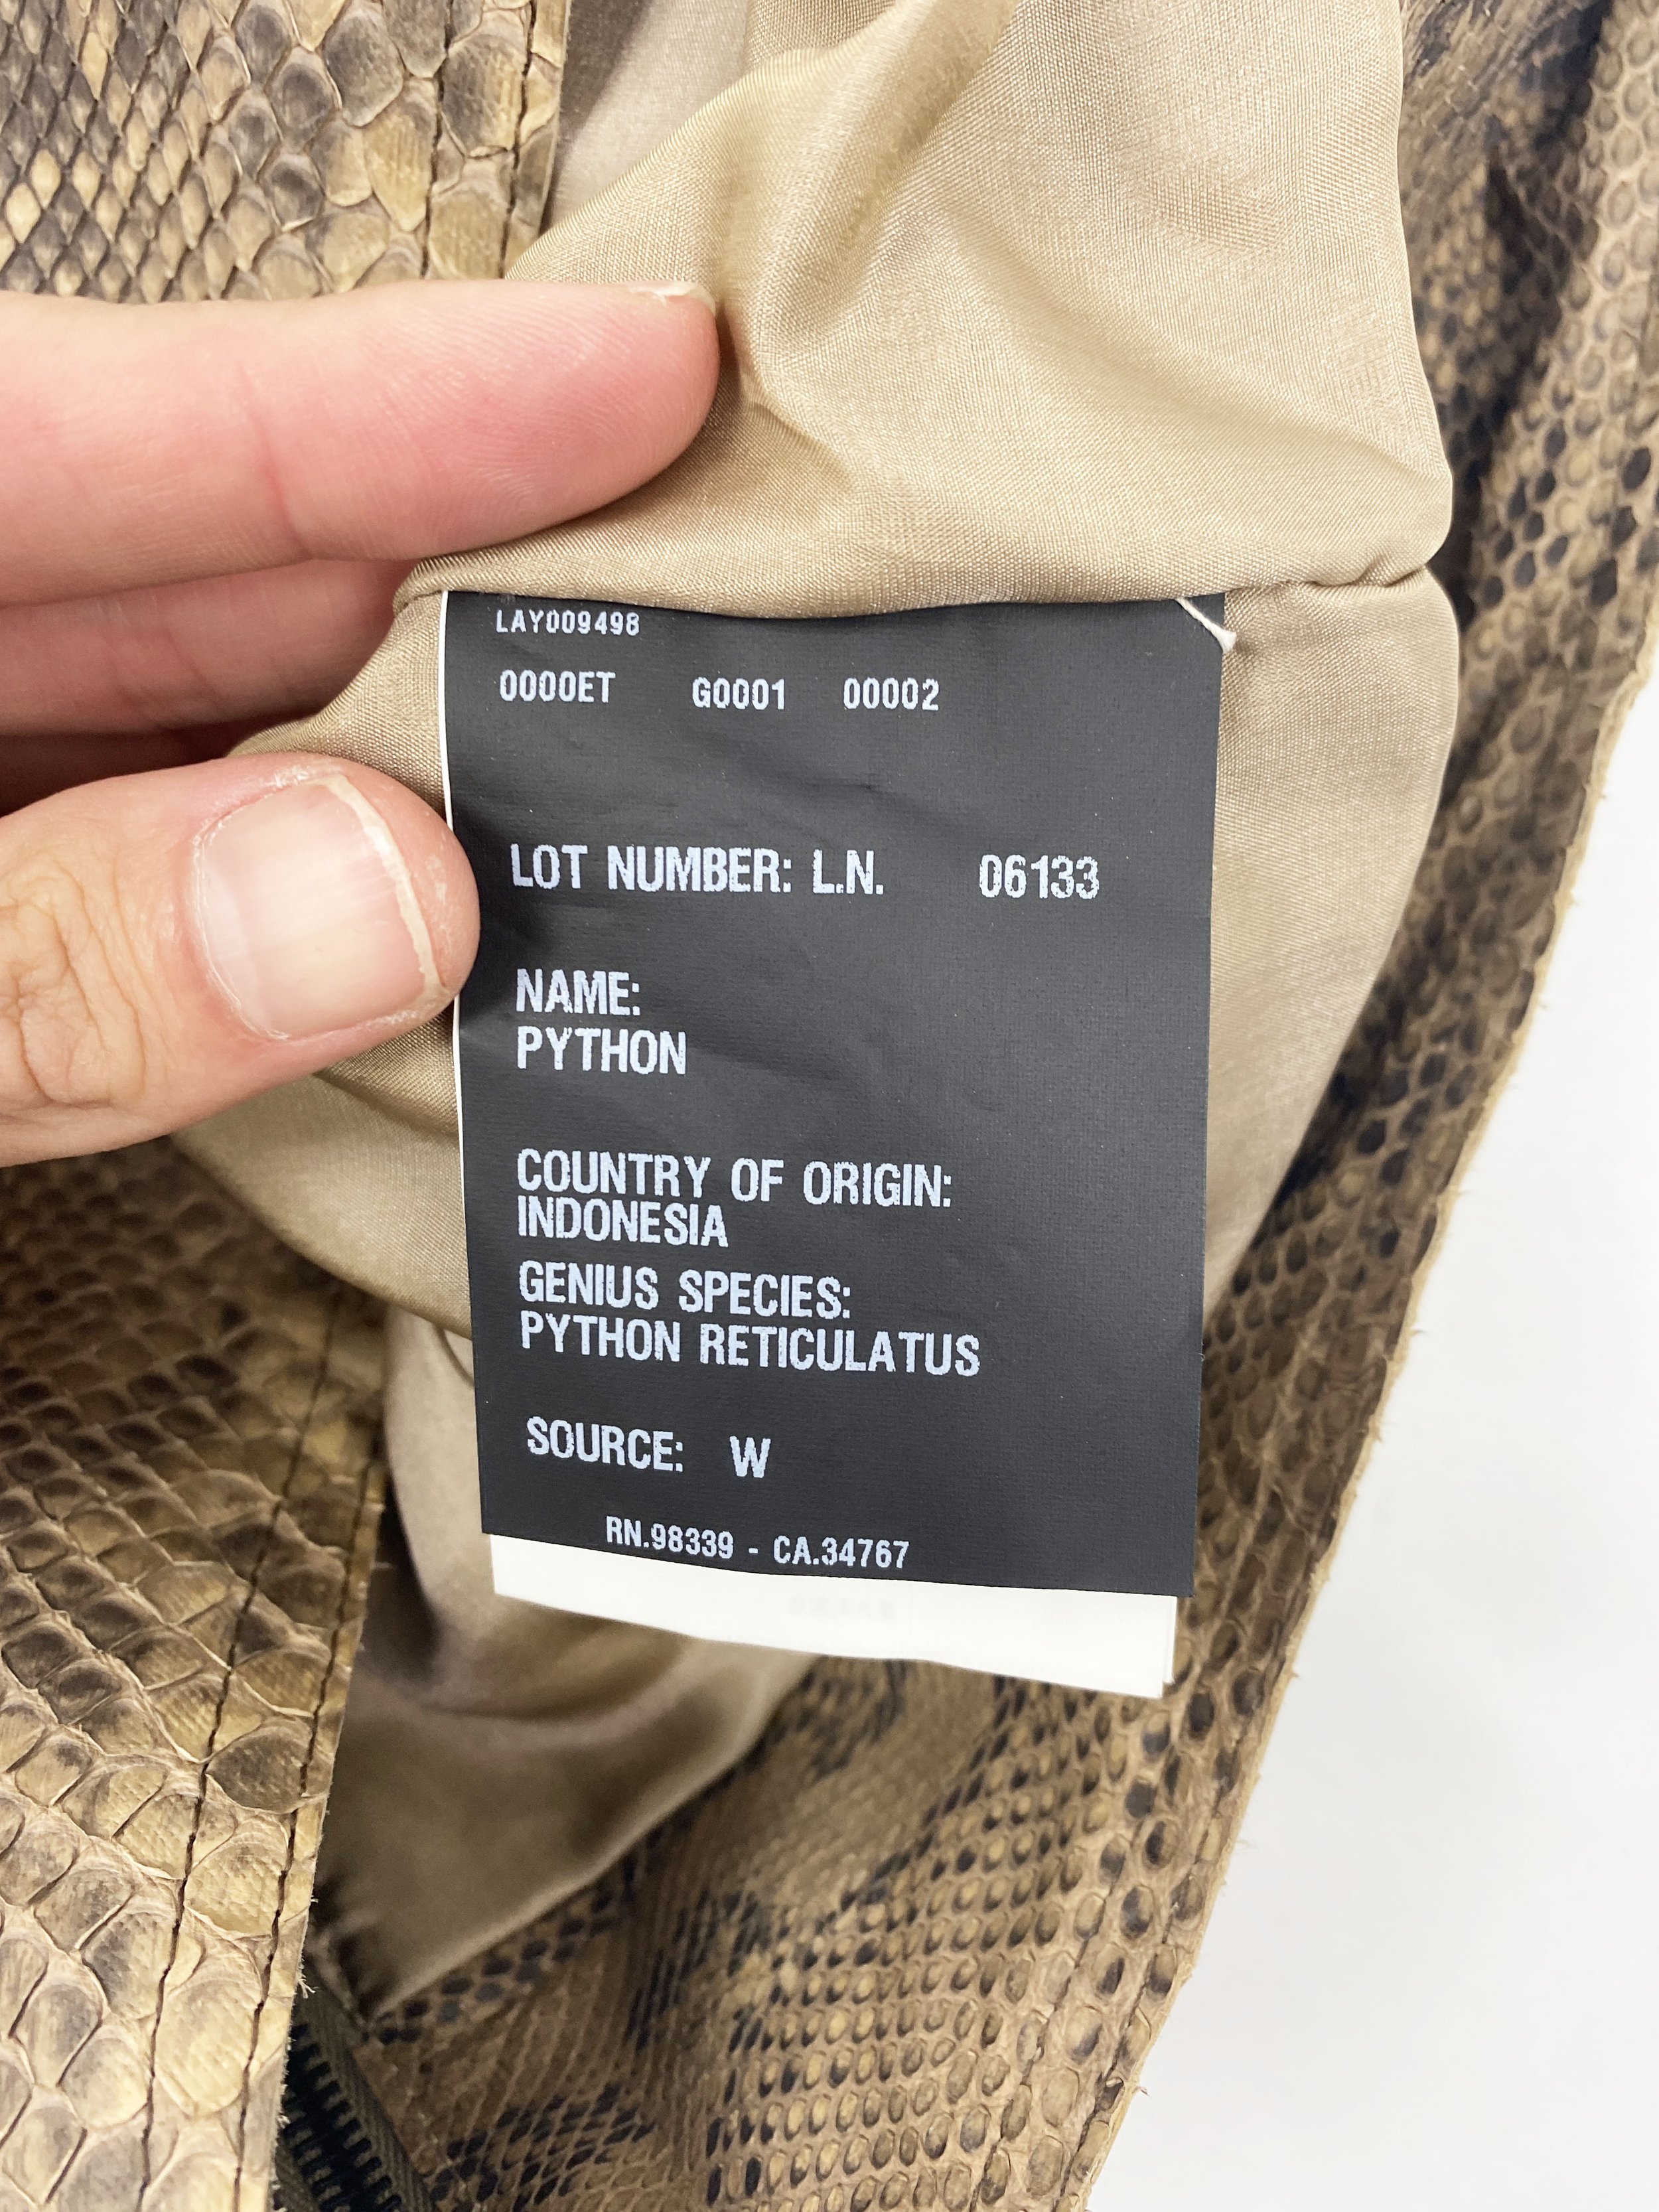 LAY009498
0000ET G0001 00002
LOT NUMBER: L.N. 06133
NAME:
PYTHON
COUNTRY OF ORIGIN:
INDONESIA
GENIUS SPECIES:
PYTHON RETICULATUS
SOURCE: W
RN.98339 - CA.34767